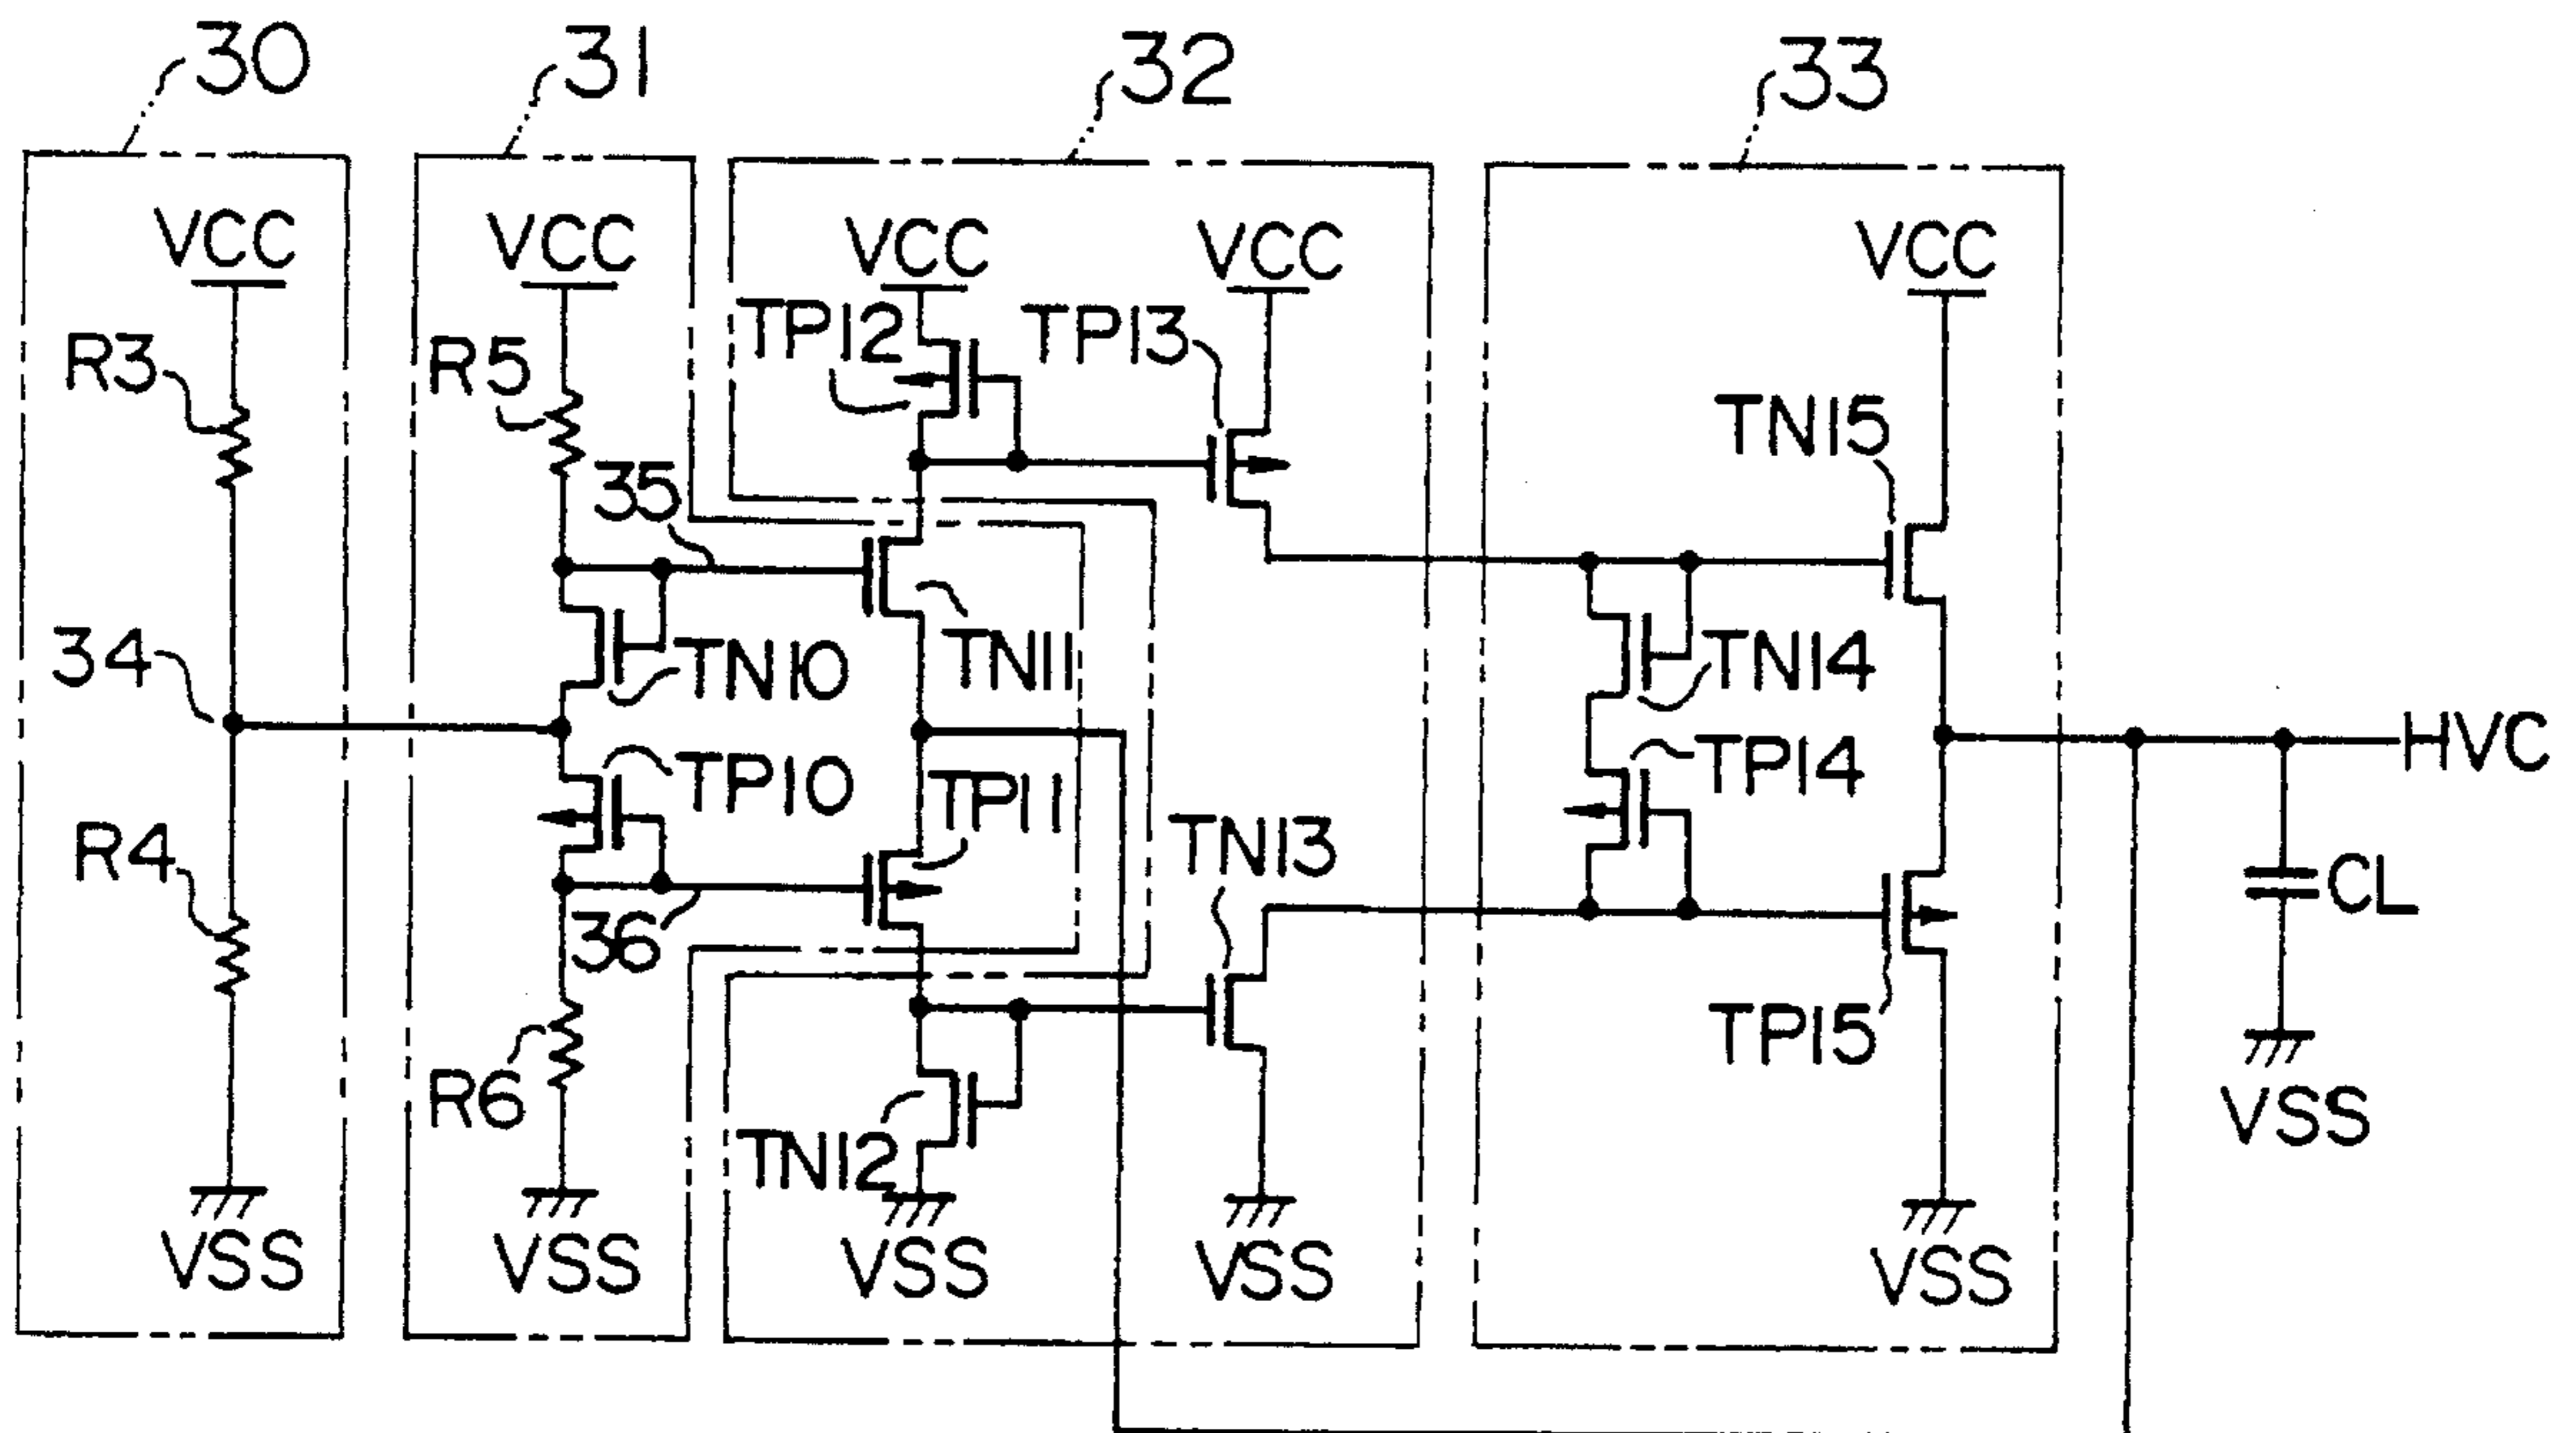 30
31
32
33
VCC
VCC
VCC
VCC
VCC
R3
R5
TP12
TP13
TN15
35
34
TN10
TN11
TN14
HVC
TP10
TP11
TP14
R4
TN13
CL
36
R6
TN12
TP15
VSS
VSS
VSS
VSS
VSS
VSS